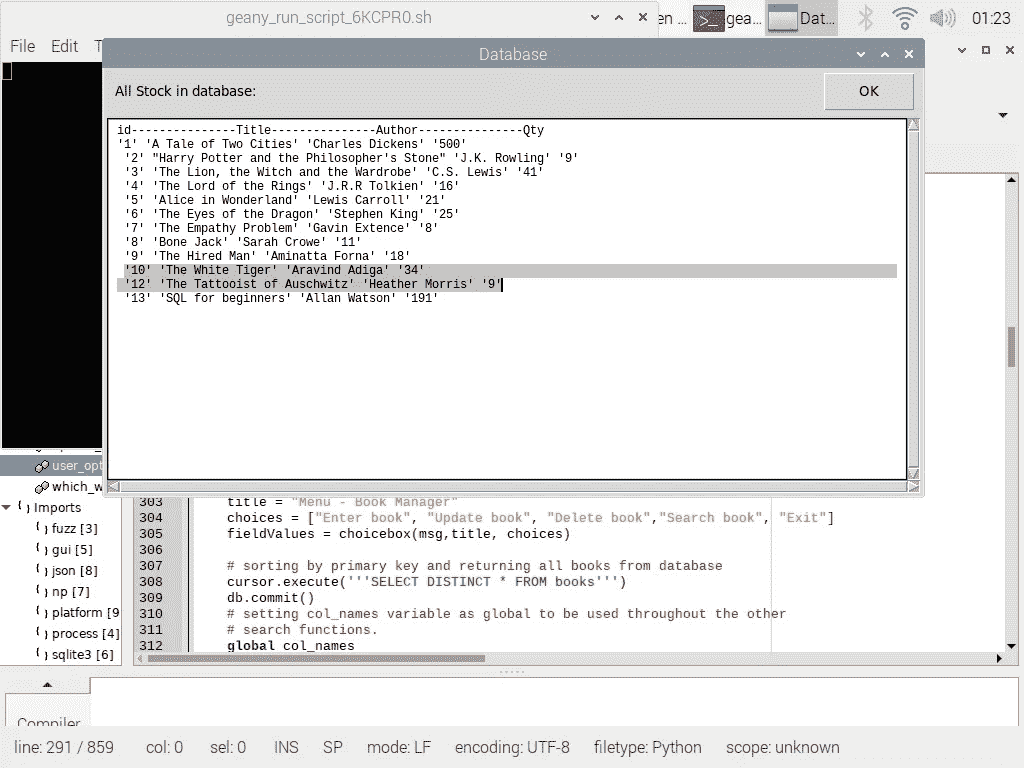 geany_run_script_6KCPR0.sh
en ...
gea...
Dat...
01:23
File Edit T
Database
All Stock in database:
OK
id---------------Title---------------Author---------------Qty
'1' 'A Tale of Two Cities' 'Charles Dickens' '500'
'2' "Harry Potter and the Philosopher's Stone" 'J.K. Rowling' '9'
'3' 'The Lion, the Witch and the Wardrobe' 'C.S. Lewis' '41'
'4' 'The Lord of the Rings' 'J.R.R Tolkien' '16'
'5' 'Alice in Wonderland' 'Lewis Carroll' '21'
'6' 'The Eyes of the Dragon' 'Stephen King' '25'
'7' 'The Empathy Problem' 'Gavin Extence' '8'
'8' 'Bone Jack' 'Sarah Crowe' '11'
'9' 'The Hired Man' 'Aminatta Forna' '18'
'10' 'The White Tiger' 'Aravind Adiga' '34'
'12' 'The Tattooist of Auschwitz' 'Heather Morris' '9'
'13' 'SQL for beginners' 'Allan Watson' '191'
user_opt
which_w
Imports
fuzz [3]
gui [5]
json [8]
np [7]
platform [9
process [4]
sqlite3 [6]
303 title = "Menu - Book Manager"
304 choices = ["Enter book", "Update book", "Delete book","Search book", "Exit"]
305 fieldValues = choicebox(msg,title, choices)
306
307 # sorting by primary key and returning all books from database
308 cursor.execute('''SELECT DISTINCT * FROM books''')
309 db.commit()
310 # setting col_names variable as global to be used throughout the other
311 # search functions.
312 global col_names
Compiler
line: 291 / 859 col: 0 sel: 0 INS SP mode: LF encoding: UTF-8 filetype: Python scope: unknown